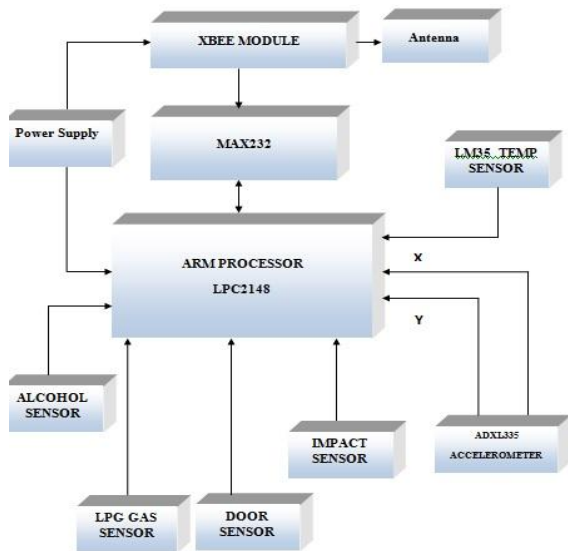 XBEE MODULE
Antenna
Power Supply
MAX232
LM35 TEMP
SENSOR
ARM PROCESSOR
LPC2148
X
Y
ALCOHOL
SENSOR
IMPACT
SENSOR
ADXL335
ACCELEROMETER
LPG GAS
SENSOR
DOOR
SENSOR